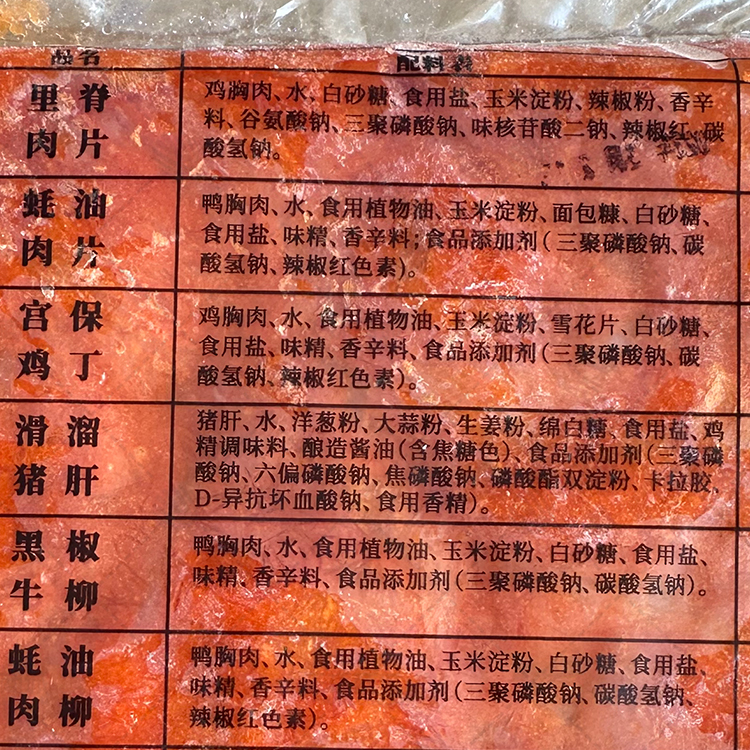 品名 配料表
里脊肉片
鸡胸肉、水、白砂糖、食用盐、玉米淀粉、辣椒粉、香辛
料、谷氨酸钠、三聚磷酸钠、味核苷酸二钠、辣椒红、碳
酸氢钠。
蚝油肉片
鸭胸肉、水、食用植物油、玉米淀粉、面包糠、白砂糖、
食用盐、味精、香辛料;食品添加剂(三聚磷酸钠、碳
酸氢钠、辣椒红色素)。
宫保鸡丁
鸡胸肉、水、食用植物油、玉米淀粉、雪花片、白砂糖、
食用盐、味精、香辛料、食品添加剂(三聚磷酸钠、碳
酸氢钠、辣椒红色素)。
滑溜猪肝
猪肝、水、洋葱粉、大蒜粉、生姜粉、绵白糖、食用盐、鸡
精调味料、酿造酱油(含焦糖色)、食品添加剂(三聚磷
酸钠、六偏磷酸钠、焦磷酸钠、磷酸酯双淀粉、卡拉胶、
D-异抗坏血酸钠、食用香精)。
黑椒牛柳
鸭胸肉、水、食用植物油、玉米淀粉、白砂糖、食用盐、
味精、香辛料、食品添加剂(三聚磷酸钠、碳酸氢钠)。
蚝油肉柳
鸭胸肉、水、食用植物油、玉米淀粉、白砂糖、食用盐、
味精、香辛料、食品添加剂(三聚磷酸钠、碳酸氢钠、
辣椒红色素)。